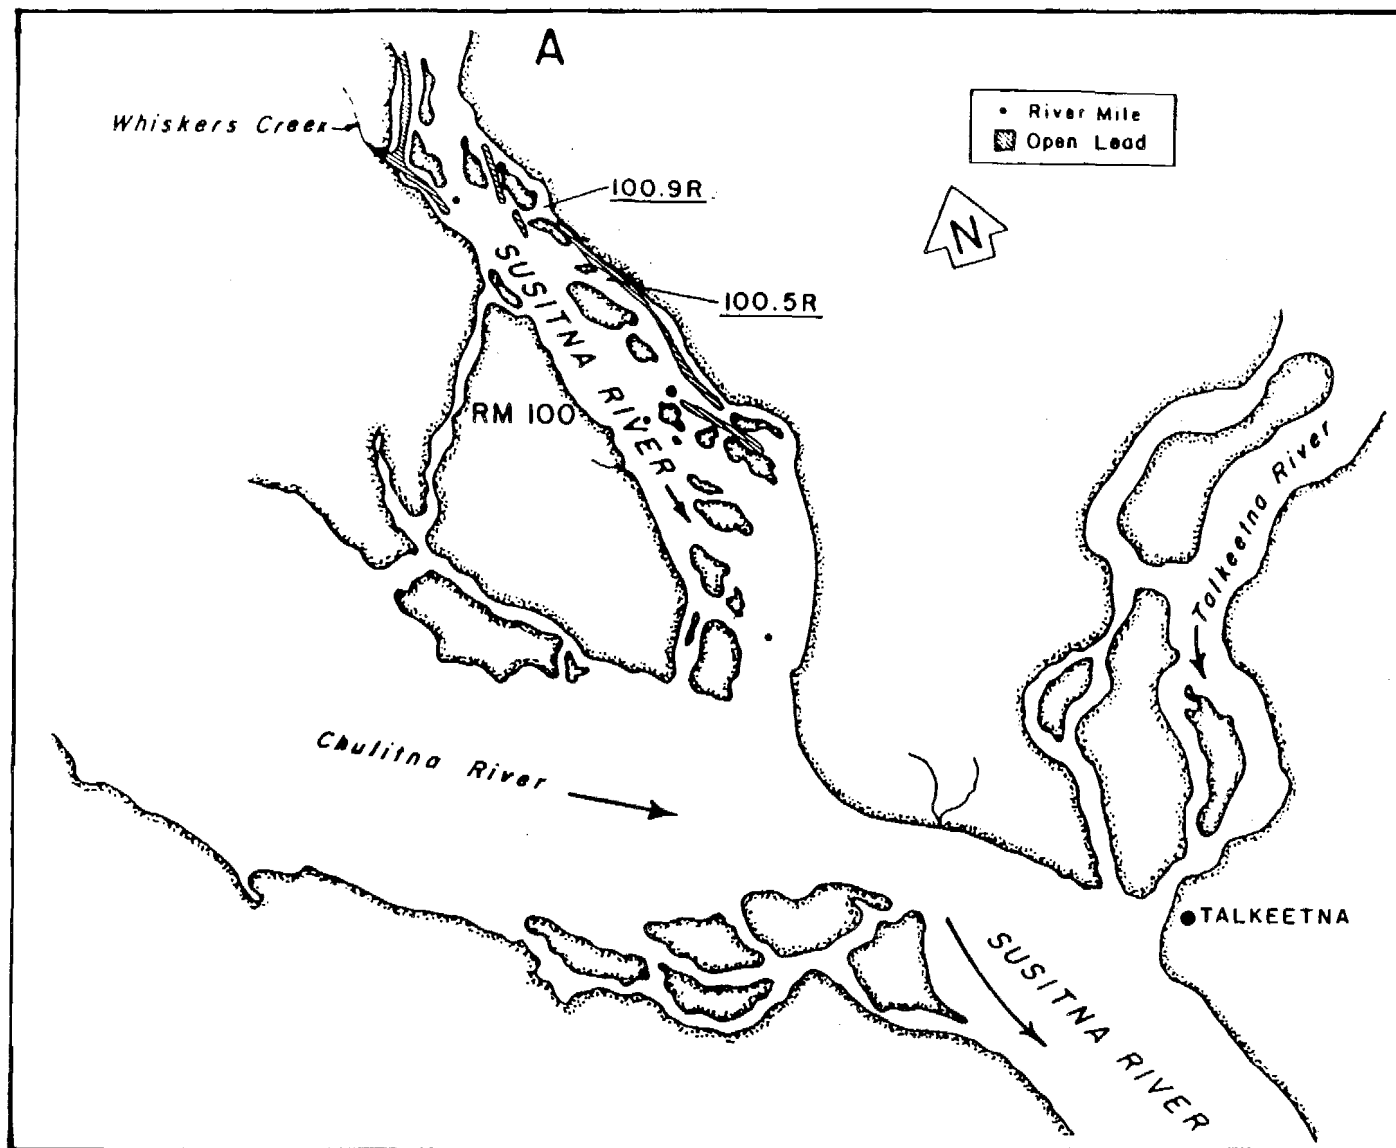 A
Whiskers Creek
River Mile
Open Lead
100.9R
N
SUSITNA RIVER
100.5R
RM 100
Talkeetna River
Chulitna River
TALKEETNA
SUSITNA RIVER